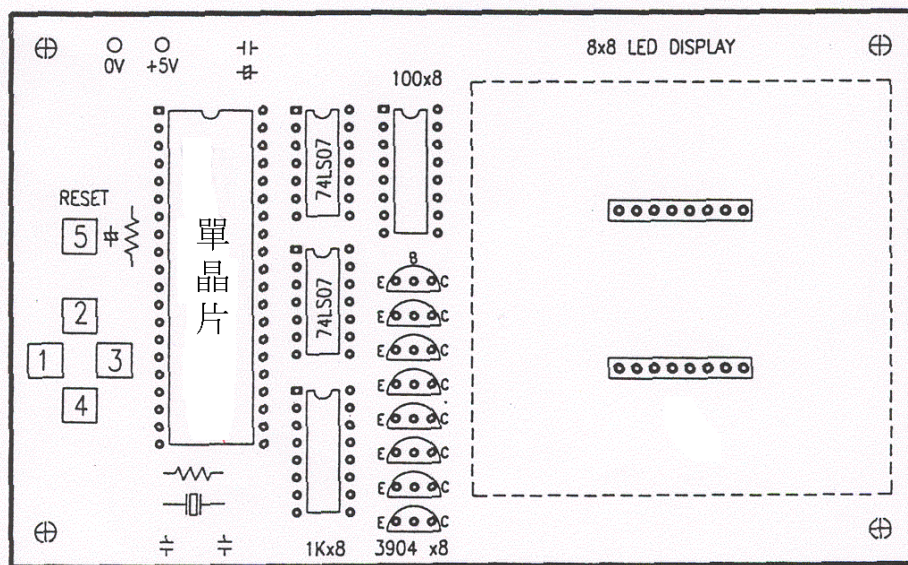 8x8 LED DISPLAY
0V +5V
100x8
74LS07
RESET
5
單晶片
B
E C
2
74LS07
E C
1 3
E C
4
E C
E C
E C
E C
E C
1Kx8 3904 x8